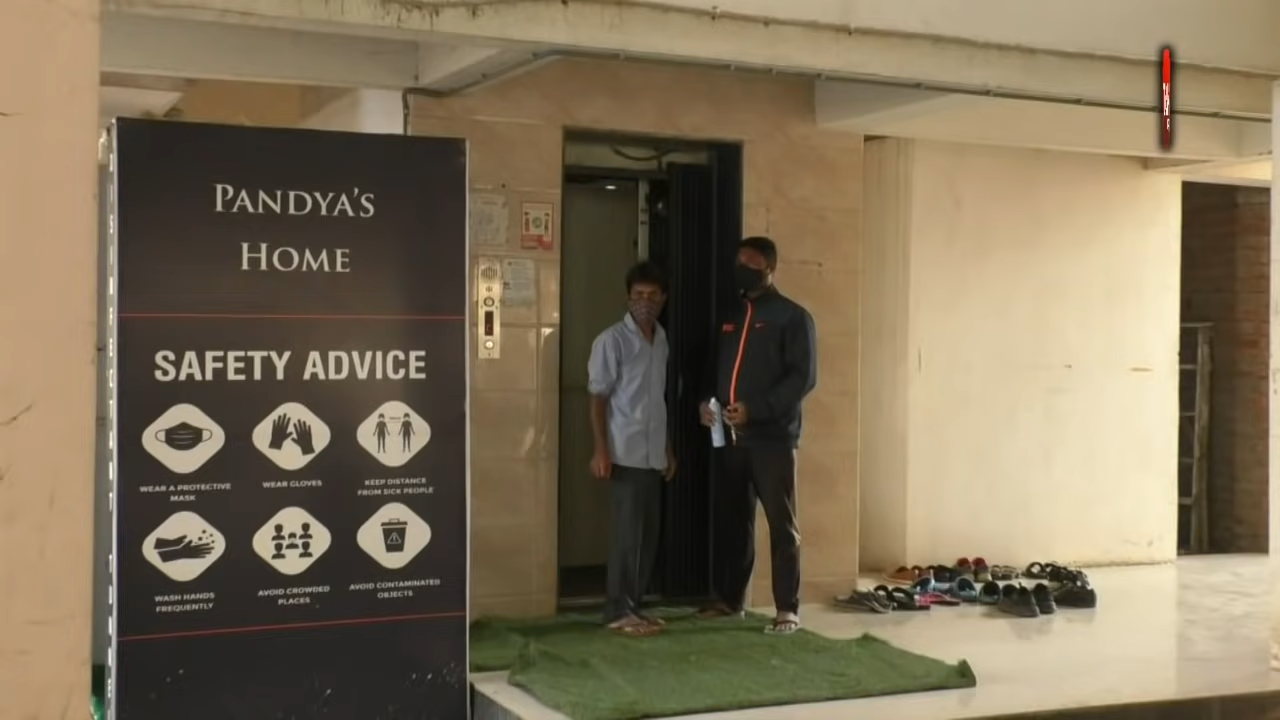 PANDYA'S
HOME
SAFETY ADVICE
WEAR A PROTECTIVE
MASK
WEAR GLOVES
KEEP DISTANCE
FROM SICK PEOPLE
WASH HANDS
FREQUENTLY
AVOID CROWDED
PLACES
AVOID CONTAMINATED
OBJECTS